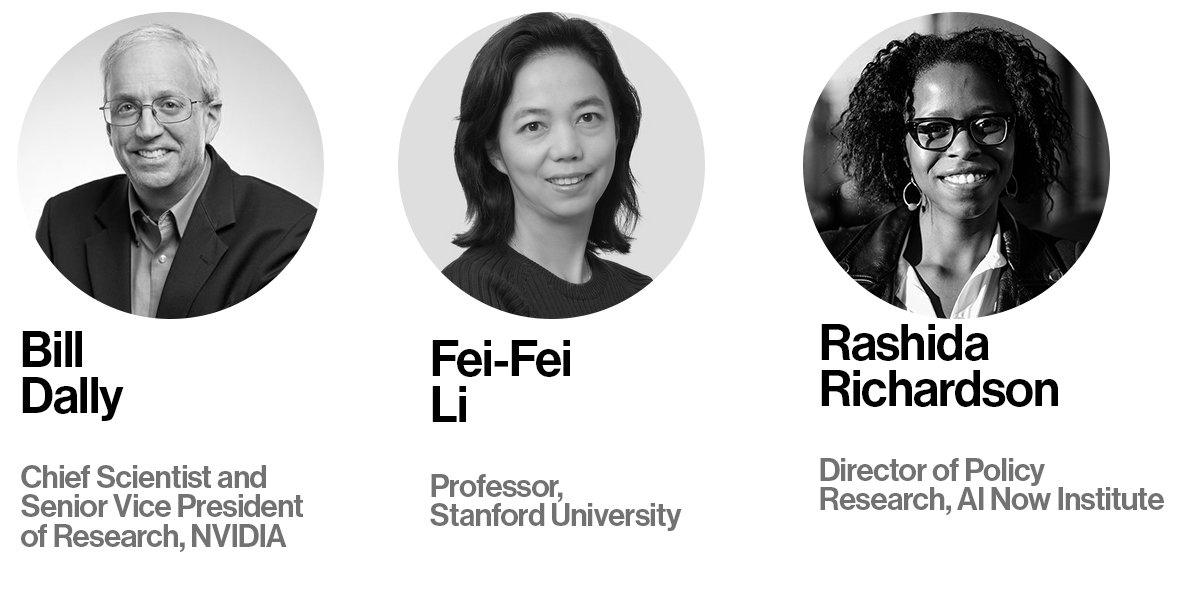 Bill
Dally
Chief Scientist and
Senior Vice President
of Research, NVIDIA
Fei-Fei
Li
Professor,
Stanford University
Rashida
Richardson
Director of Policy
Research, AI Now Institute